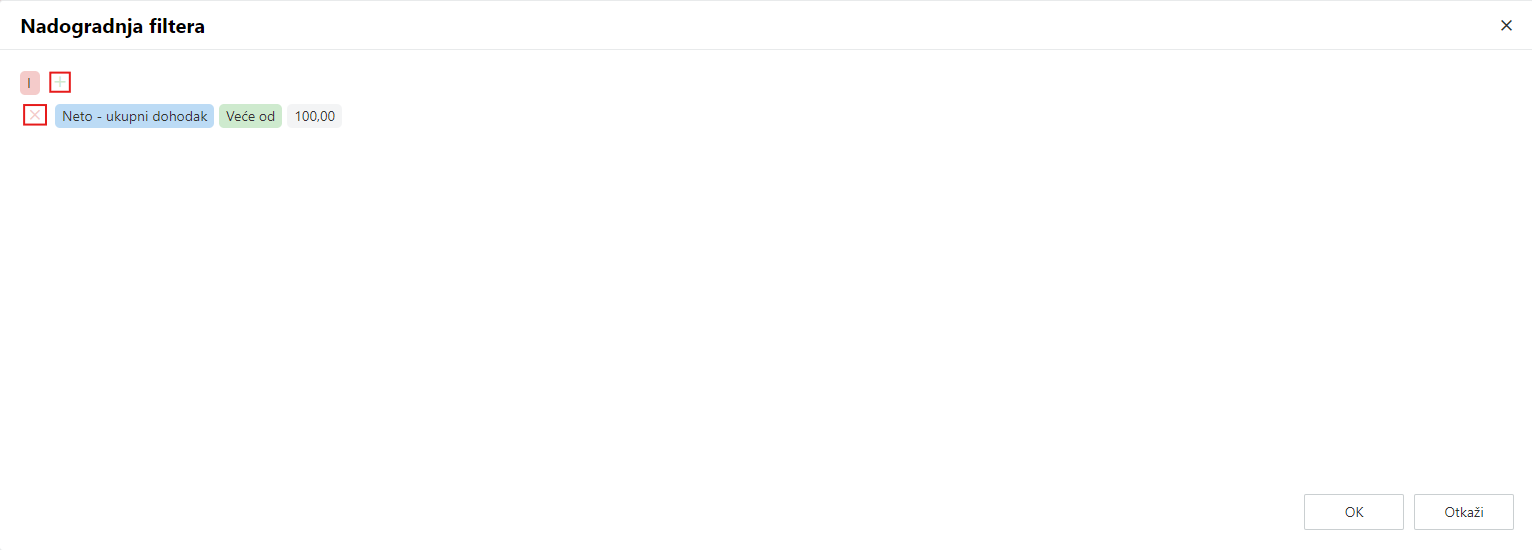 Nadogradnja filtera
I
Neto - ukupni dohodak Veće od 100,00
OK Otkaži